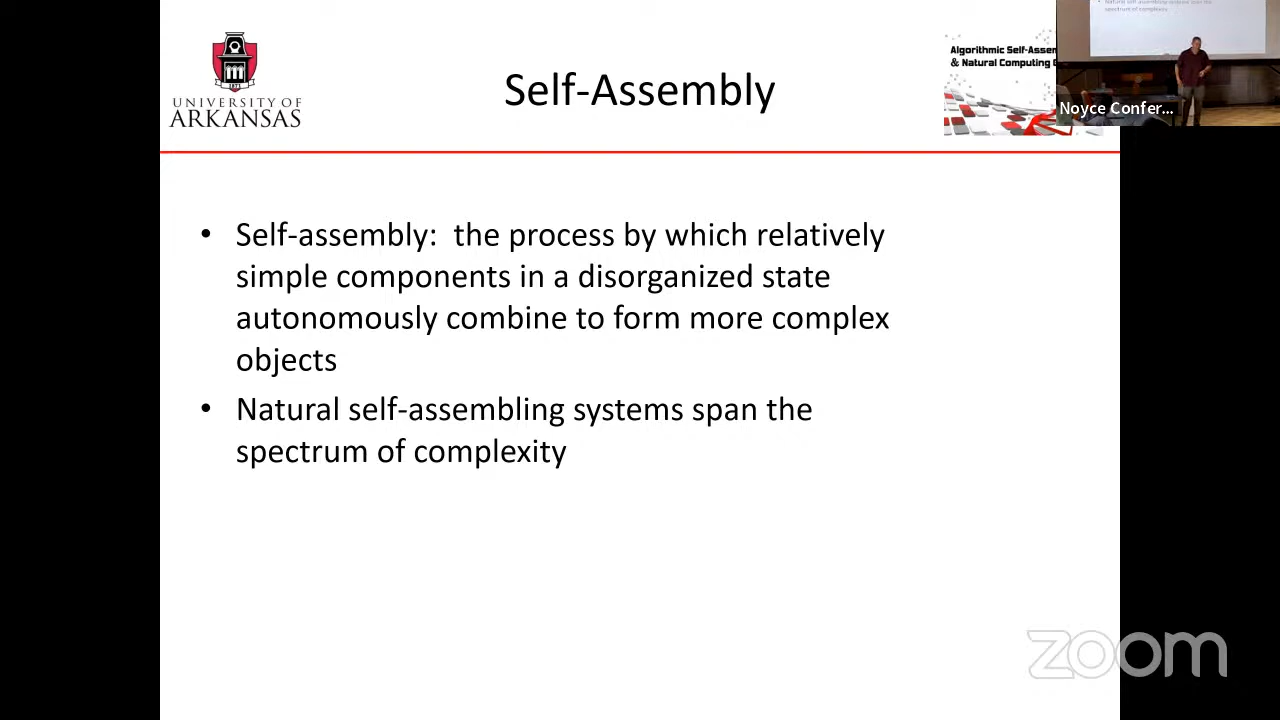 UNIVERSITY OF
ARKANSAS
Self-Assembly
Algorithmic Self-Assem
& Natural Computing
Noyce Confer...
• Self-assembly:  the process by which relatively
simple components in a disorganized state
autonomously combine to form more complex
objects
• Natural self-assembling systems span the
spectrum of complexity
zoom